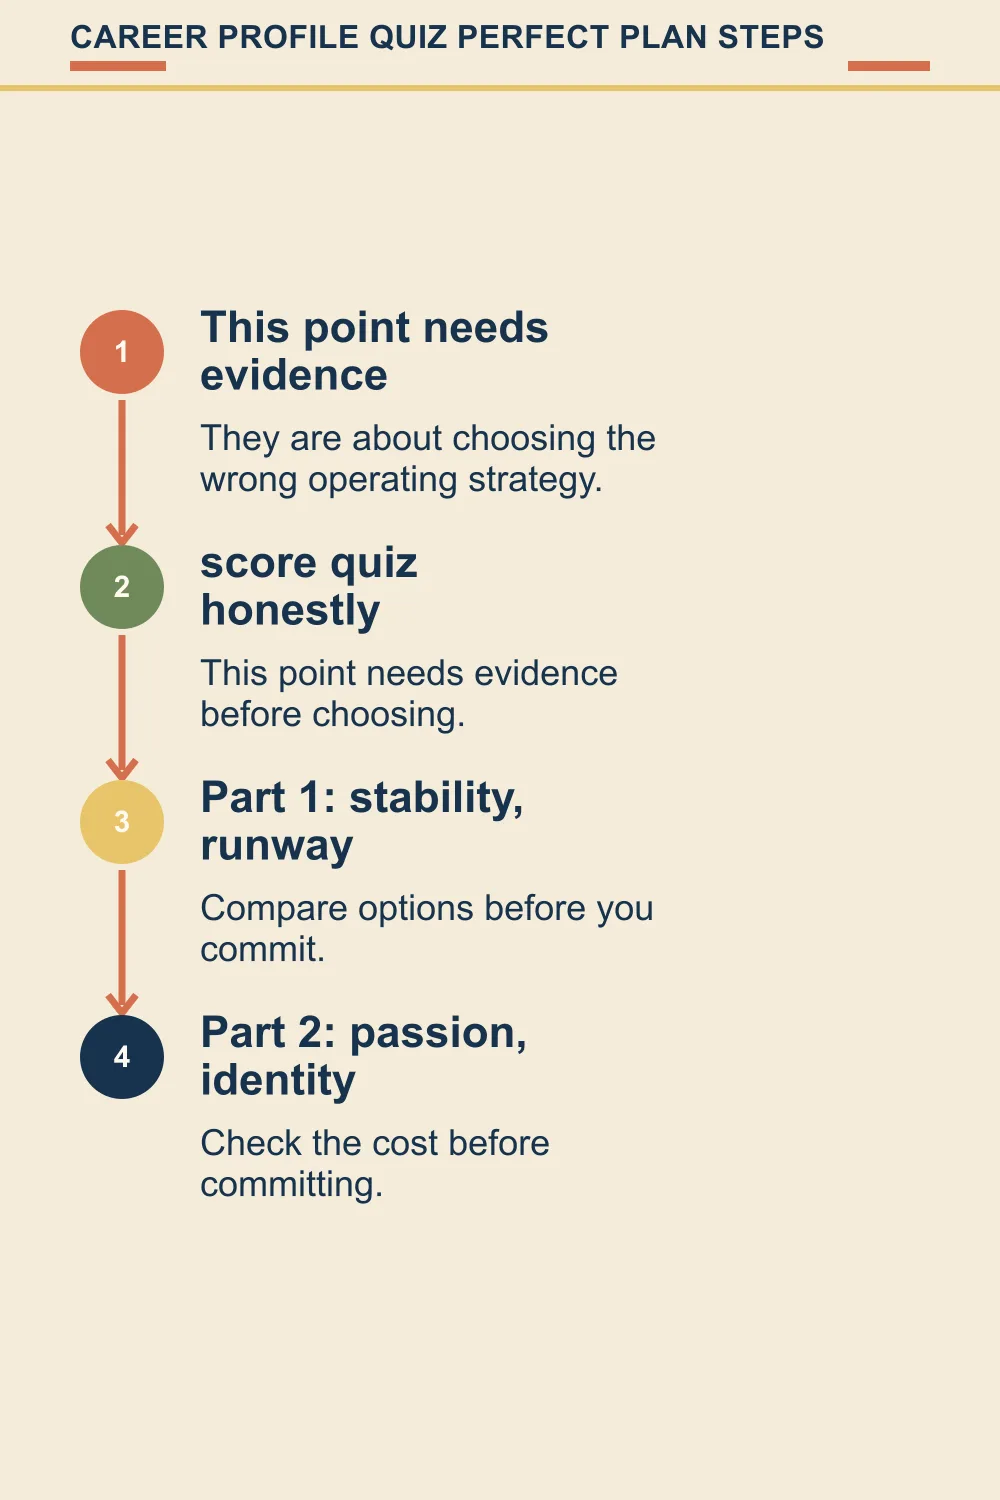 CAREER PROFILE QUIZ PERFECT PLAN STEPS
1
This point needs
evidence
They are about choosing the
wrong operating strategy.
2
score quiz
honestly
This point needs evidence
before choosing.
3
Part 1: stability,
runway
Compare options before you
commit.
4
Part 2: passion,
identity
Check the cost before
committing.